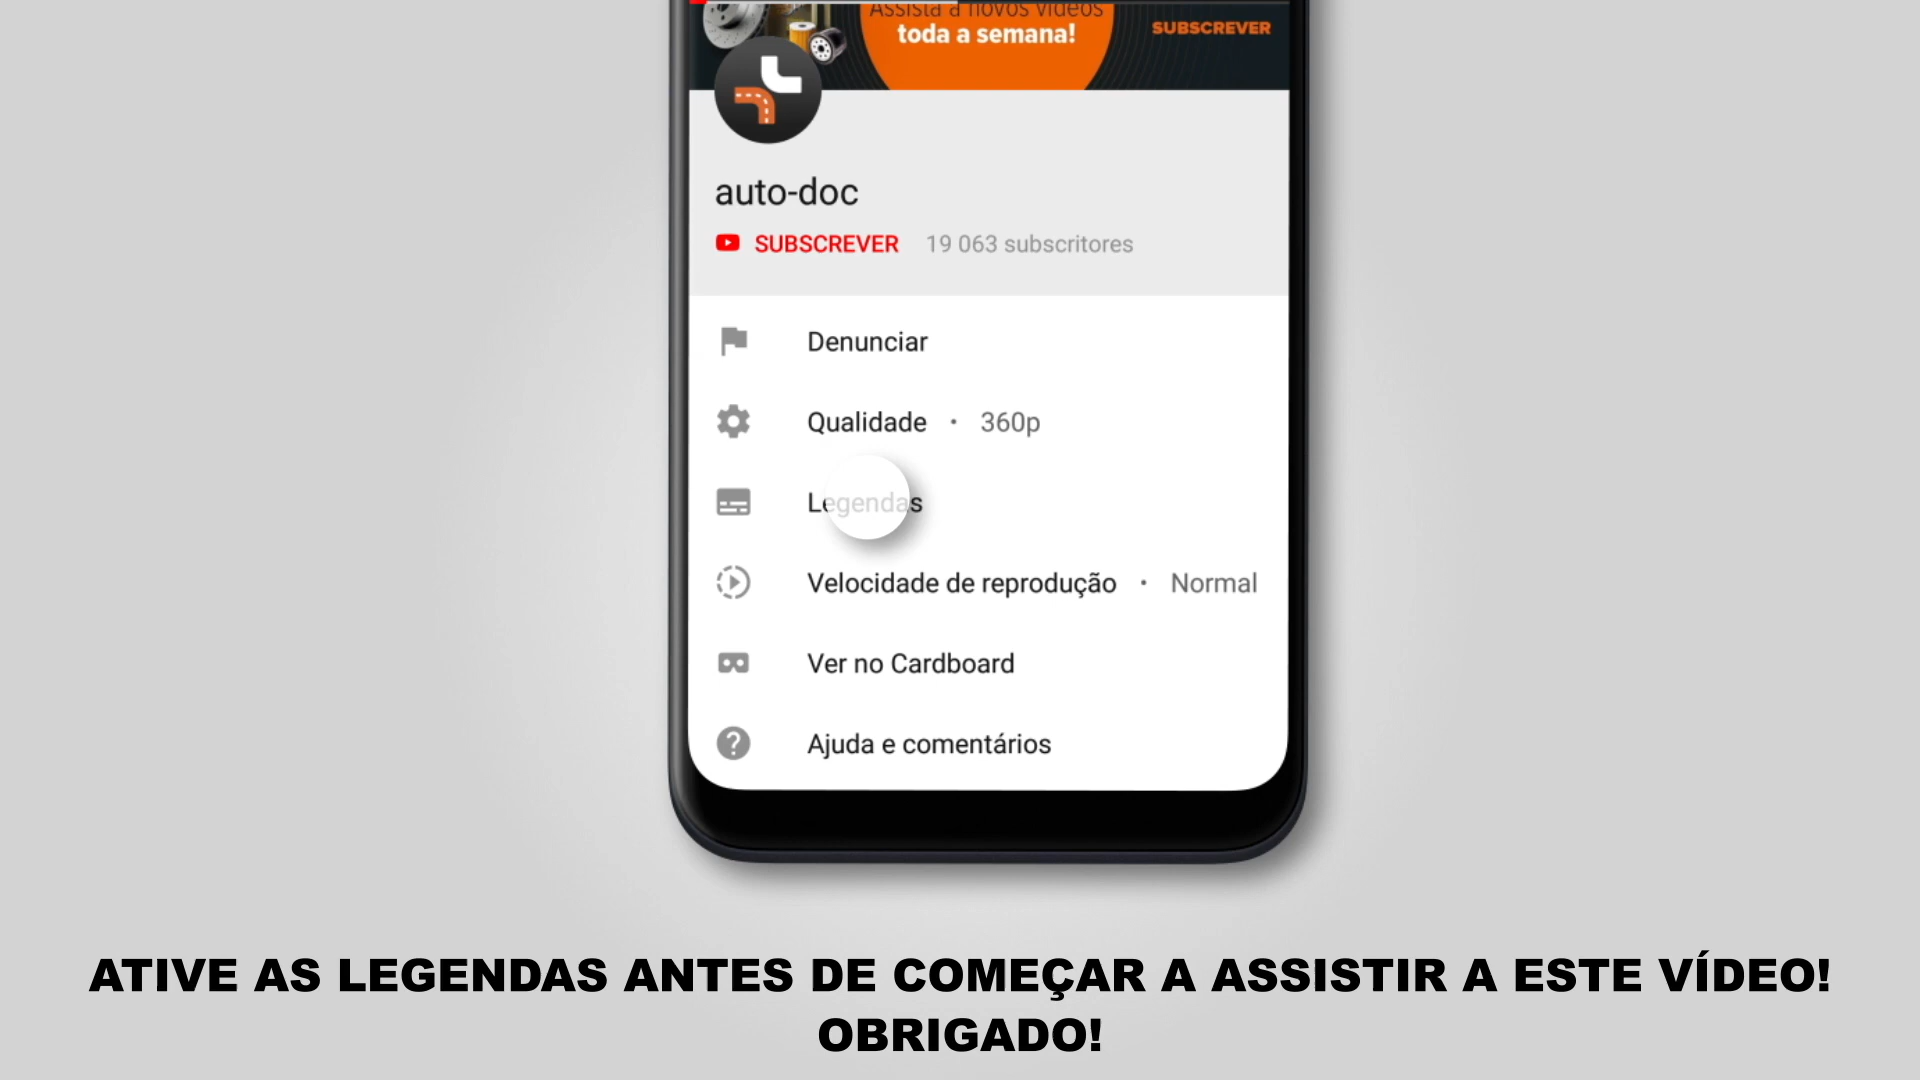 Assista a novos vídeos
toda a semana!
SUBSCREVER
auto-doc
SUBSCREVER 19 063 subscritores
Denunciar
Qualidade • 360p
Legendas
Velocidade de reprodução • Normal
Ver no Cardboard
Ajuda e comentários
ATIVE AS LEGENDAS ANTES DE COMEÇAR A ASSISTIR A ESTE VÍDEO!
OBRIGADO!